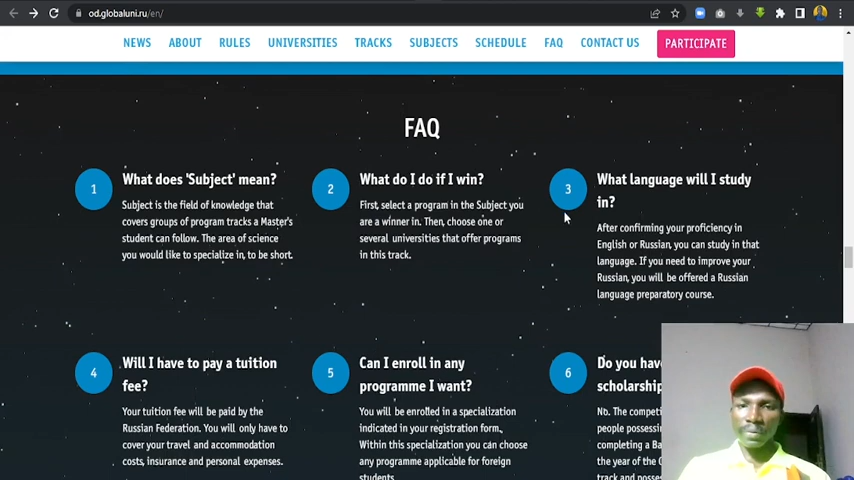 od.globaluni.ru/en/
NEWS ABOUT RULES UNIVERSITIES TRACKS SUBJECTS SCHEDULE FAQ CONTACT US PARTICIPATE
FAQ
1
What does 'Subject' mean?
Subject is the field of knowledge that
covers groups of program tracks a Master's
student can follow. The area of science
you would like to specialize in, to be short.
2
What do I do if I win?
First, select a program in the Subject you
are a winner in. Then, choose one or
several universities that offer programs
in this track.
3
What language will I study
in?
After confirming your proficiency in
English or Russian, you can study in that
language. If you need to improve your
Russian, you will be offered a Russian
language preparatory course.
4
Will I have to pay a tuition
fee?
Your tuition fee will be paid by the
Russian Federation. You will only have to
cover your travel and accommodation
costs, insurance and personal expenses.
5
Can I enroll in any
programme I want?
You will be enrolled in a specialization
indicated in your registration form.
Within this specialization you can choose
any programme applicable for foreign
students.
6
Do you have
scholarship
No. The competi
people possessin
completing a Ba
the year of the O
track and posses